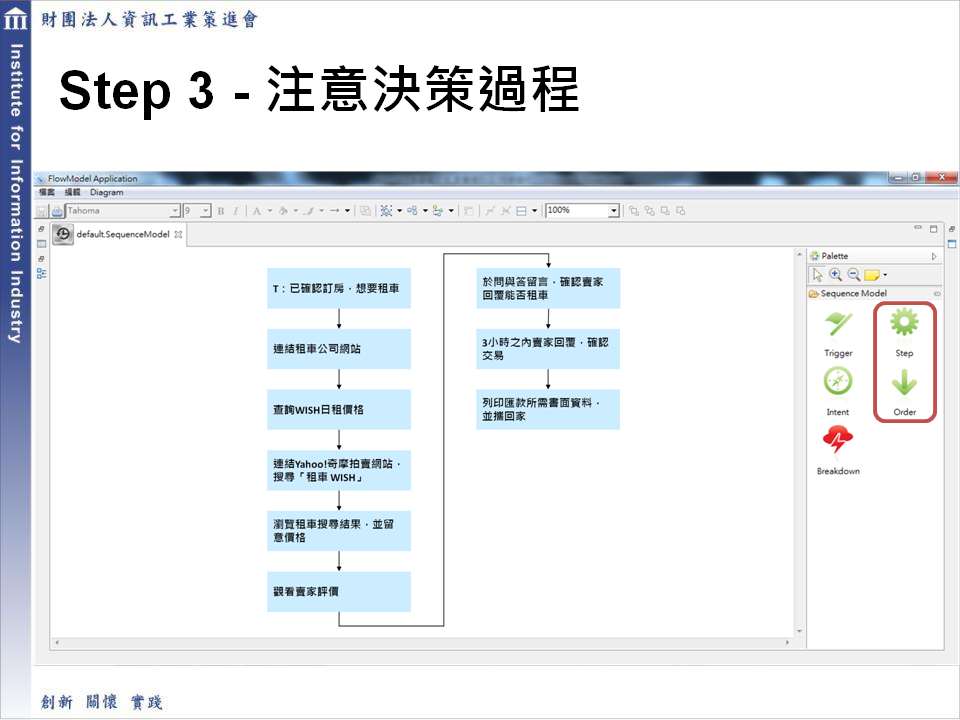 財團法人資訊工業策進會
Institute for Information Industry
Step 3 - 注意決策過程
FlowModel Application
檔案 編輯 Diagram
Tahoma 9 B I A 100%
default.SequenceModel
T：已確認訂房，想要租車
連結租車公司網站
查詢WISH日租價格
連結Yahoo!奇摩拍賣網站，
搜尋「租車 WISH」
瀏覽租車搜尋結果，並留
意價格
觀看賣家評價
於問與答留言，確認賣家
回覆能否租車
3小時之內賣家回覆，確認
交易
列印匯款所需書面資料，
並攜回家
Palette
Sequence Model
Trigger
Step
Intent
Order
Breakdown
創新 關懷 實踐